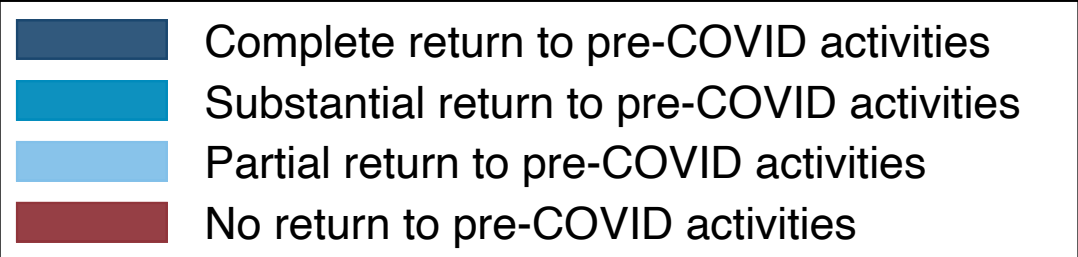 Complete return to pre-COVID activities
Substantial return to pre-COVID activities
Partial return to pre-COVID activities
No return to pre-COVID activities